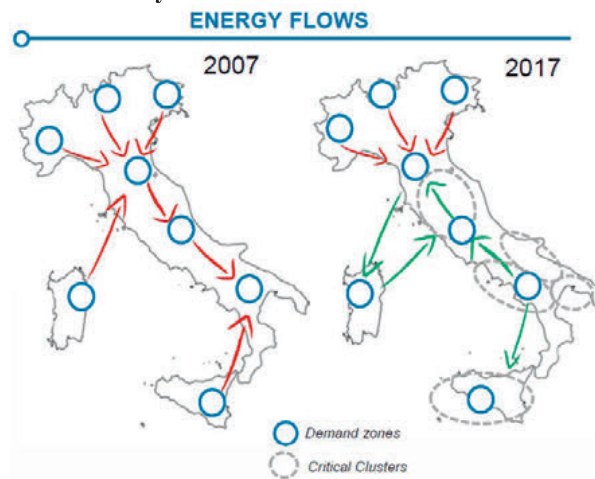 ENERGY FLOWS
2007
2017
Demand zones
Critical Clusters